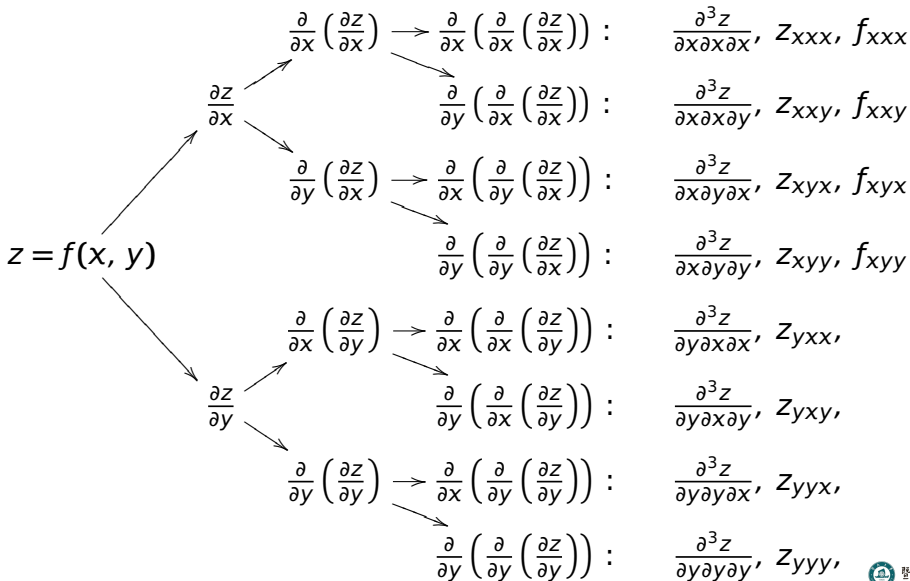 ∂/∂x (∂z/∂x) → ∂/∂x (∂/∂x (∂z/∂x)) : ∂³z/∂x∂x∂x, z_xxx, f_xxx
∂z/∂x
∂/∂y (∂/∂x (∂z/∂x)) : ∂³z/∂x∂x∂y, z_xxy, f_xxy
∂/∂y (∂z/∂x) → ∂/∂x (∂/∂y (∂z/∂x)) : ∂³z/∂x∂y∂x, z_xyx, f_xyx
z = f(x, y)
∂/∂y (∂/∂y (∂z/∂x)) : ∂³z/∂x∂y∂y, z_xyy, f_xyy
∂/∂x (∂z/∂y) → ∂/∂x (∂/∂x (∂z/∂y)) : ∂³z/∂y∂x∂x, z_yxx,
∂z/∂y
∂/∂y (∂/∂x (∂z/∂y)) : ∂³z/∂y∂x∂y, z_yxy,
∂/∂y (∂z/∂y) → ∂/∂x (∂/∂y (∂z/∂y)) : ∂³z/∂y∂y∂x, z_yyx,
∂/∂y (∂/∂y (∂z/∂y)) : ∂³z/∂y∂y∂y, z_yyy,